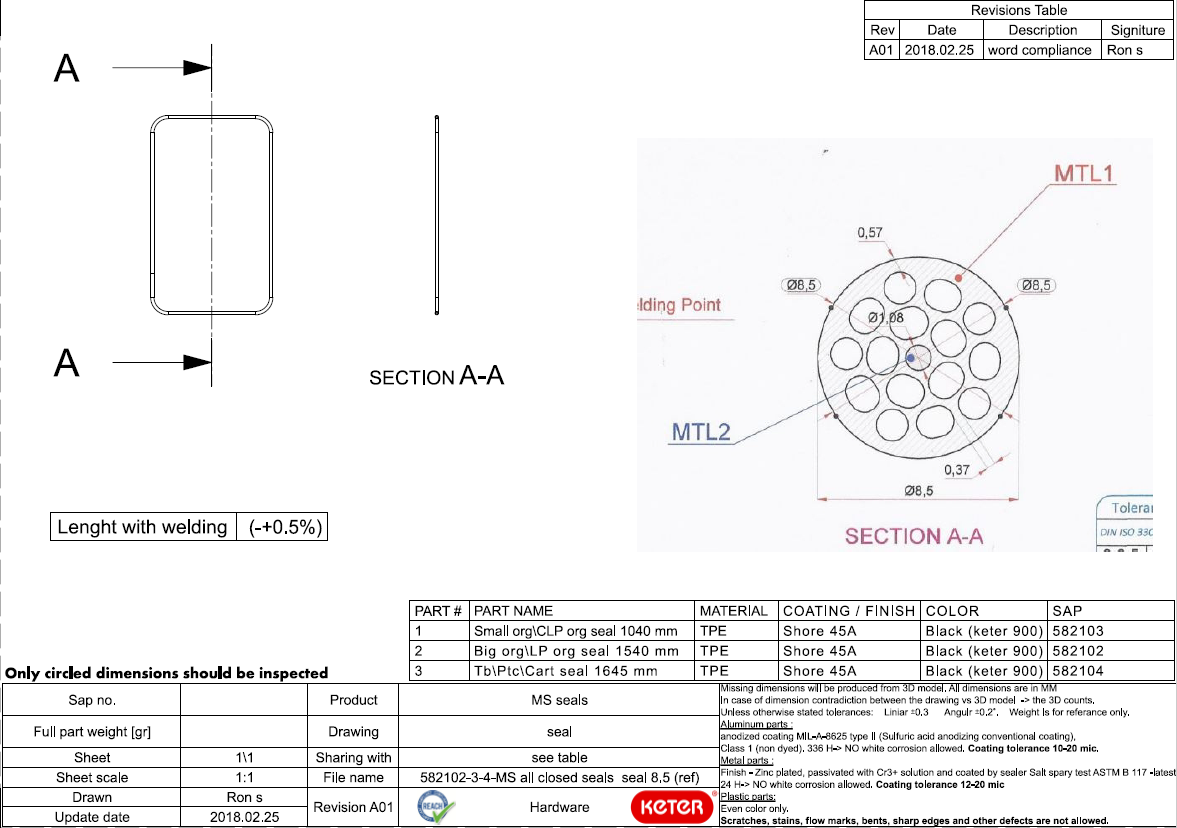 Revisions Table
Rev Date Description Signiture
A01 2018.02.25 word compliance Ron s
A
A
SECTION A-A
MTL1
0,57
Ø8,5
Ø8,5
lding Point
Ø1,08
MTL2
0,37
Ø8,5
SECTION A-A
Tolerar
DIN ISO 330
Lenght with welding (-+0.5%)
PART # PART NAME MATERIAL COATING / FINISH COLOR SAP
1 Small org\CLP org seal 1040 mm TPE Shore 45A Black (keter 900) 582103
2 Big org\LP org seal 1540 mm TPE Shore 45A Black (keter 900) 582102
3 Tb\Ptc\Cart seal 1645 mm TPE Shore 45A Black (keter 900) 582104
Only circled dimensions should be inspected
Sap no. Product MS seals
Full part weight [gr] Drawing seal
Sheet 1\1 Sharing with see table
Sheet scale 1:1 File name 582102-3-4-MS all closed seals seal 8,5 (ref)
Drawn Ron s Revision A01 REACH Hardware KETER
Update date 2018.02.25
Missing dimensions will be produced from 3D model. All dimensions are in MM
In case of dimension contradiction between the drawing vs 3D model -> the 3D counts.
Unless otherwise stated tolerances: Liniar ±0,3 Angulr ±0,2°. Weight is for referance only.
Aluminum parts :
anodized coating MIL-A-8625 type II (Sulfuric acid anodizing conventional coating),
Class 1 (non dyed). 336 H-> NO white corrosion allowed. Coating tolerance 10-20 mic.
Metal parts :
Finish - Zinc plated, passivated with Cr3+ solution and coated by sealer Salt spary test ASTM B 117 -latest
24 H-> NO white corrosion allowed. Coating tolerance 12-20 mic
Plastic parts:
Even color only.
Scratches, stains, flow marks, bents, sharp edges and other defects are not allowed.